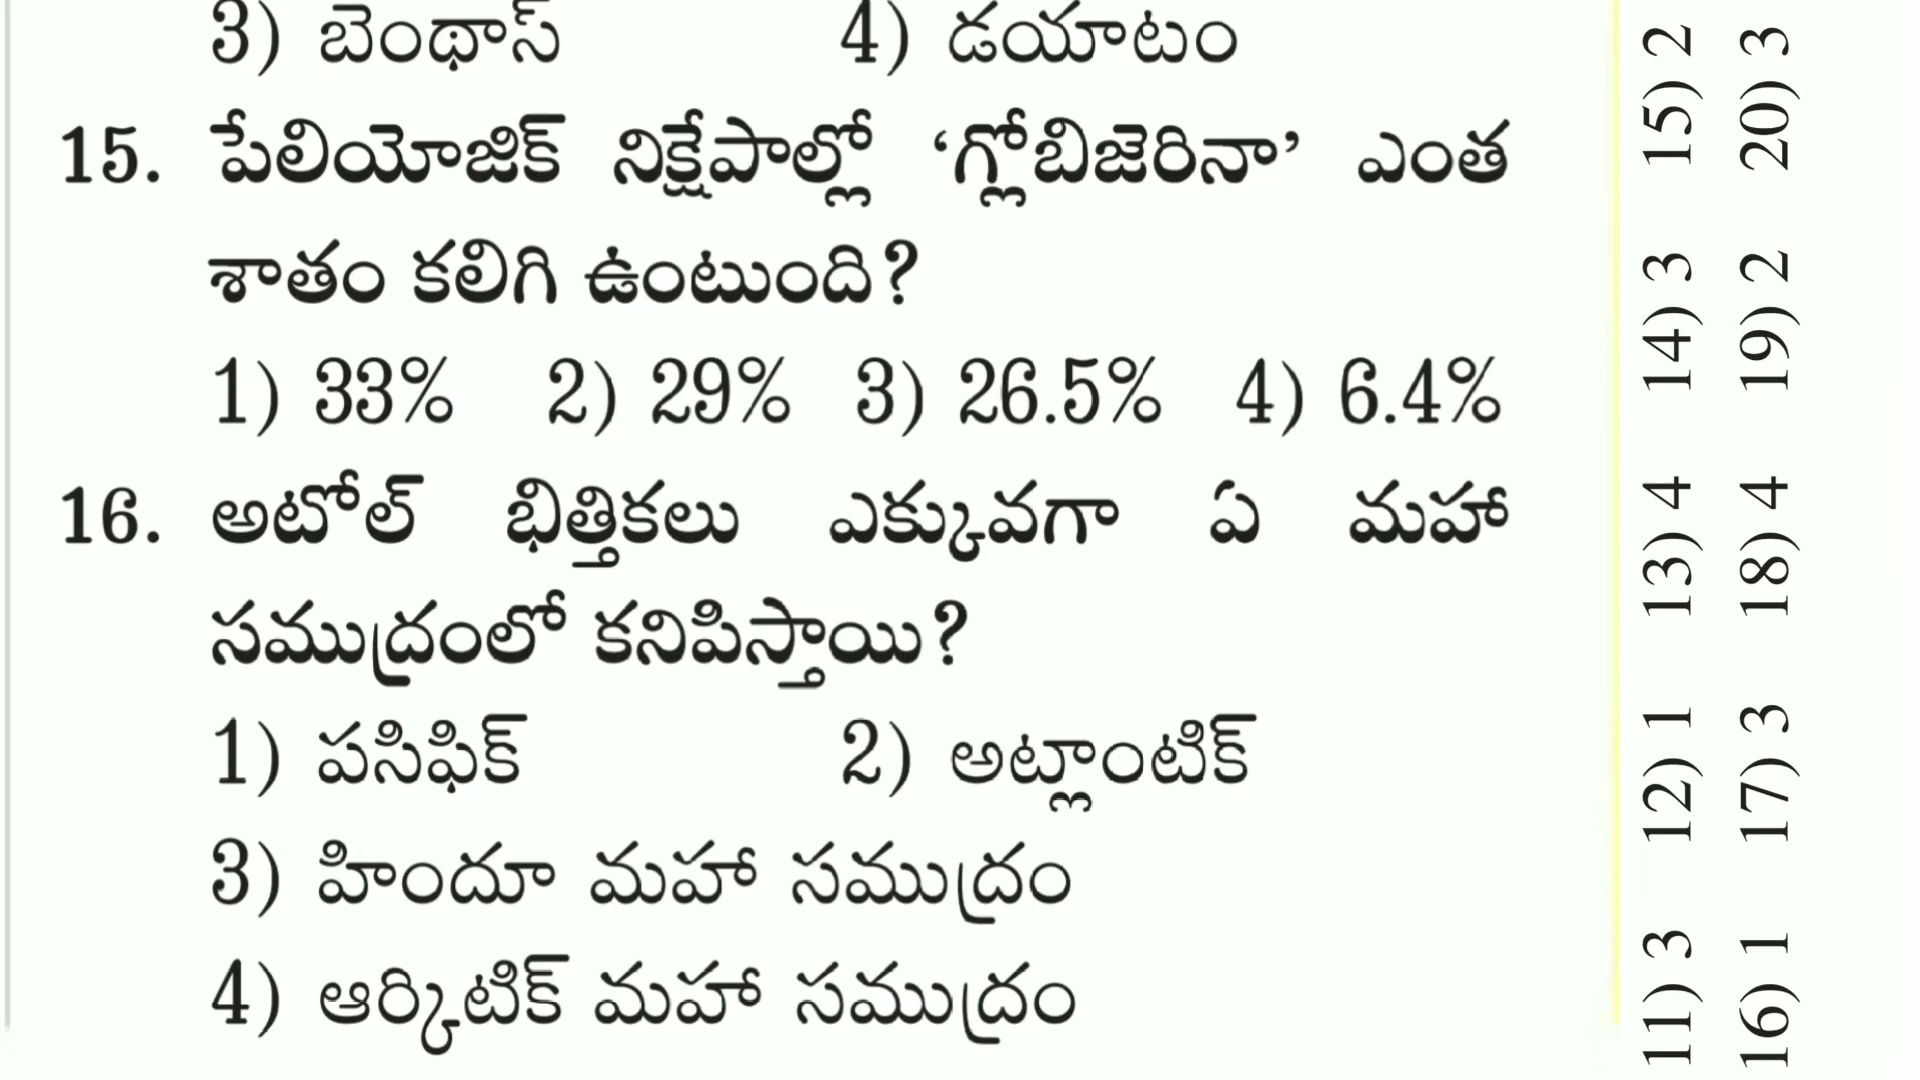 3) బెంథాస్ 4) డయాటం
15. పేలియోజిక్ నిక్షేపాల్లో ‘గ్లోబిజెరినా’ ఎంత
శాతం కలిగి ఉంటుంది?
1) 33% 2) 29% 3) 26.5% 4) 6.4%
16. అటోల్ భిత్తికలు ఎక్కువగా ఏ మహా
సముద్రంలో కనిపిస్తాయి?
1) పసిఫిక్ 2) అట్లాంటిక్
3) హిందూ మహా సముద్రం
4) ఆర్కిటిక్ మహా సముద్రం
11) 3 12) 1 13) 4 14) 3 15) 2
16) 1 17) 3 18) 4 19) 2 20) 3